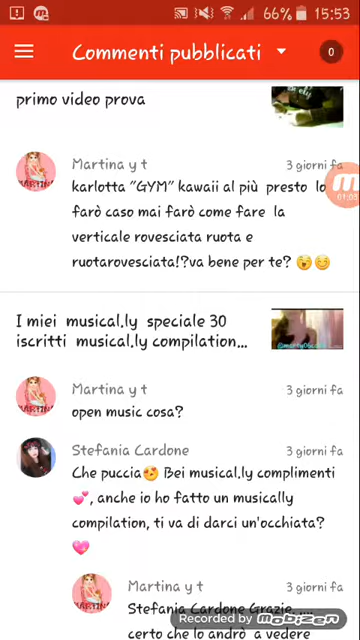 66% 15:53
Commenti pubblicati
0
primo video prova
Martina y t
3 giorni fa
karlotta "GYM" kawaii al più presto lo
farò caso mai farò come fare la
verticale rovesciata ruota e
ruotarovesciata!?va bene per te? 😲😊
01:05
I miei musical.ly speciale 30
iscritti musical.ly compilation...
Martina y t
3 giorni fa
open music cosa?
Stefania Cardone
3 giorni fa
Che puccia😍 Bei musical.ly complimenti
💕, anche io ho fatto un musically
compilation, ti va di darci un'occhiata?
💖
Martina y t
3 giorni fa
Stefania Cardone Grazie. ....
certo che lo andrò a vedere
Recorded by mobizen